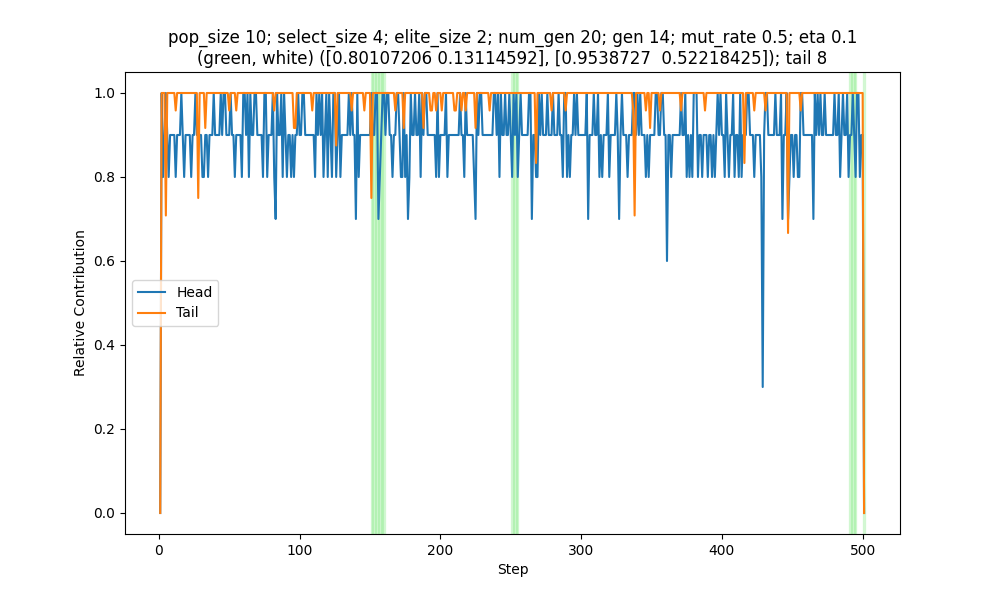 pop_size 10; select_size 4; elite_size 2; num_gen 20; gen 14; mut_rate 0.5; eta 0.1
(green, white) ([0.80107206 0.13114592], [0.9538727  0.52218425]); tail 8
1.0
0.8
0.6
0.4
0.2
0.0
Relative Contribution
Head
Tail
0
100
200
300
400
500
Step